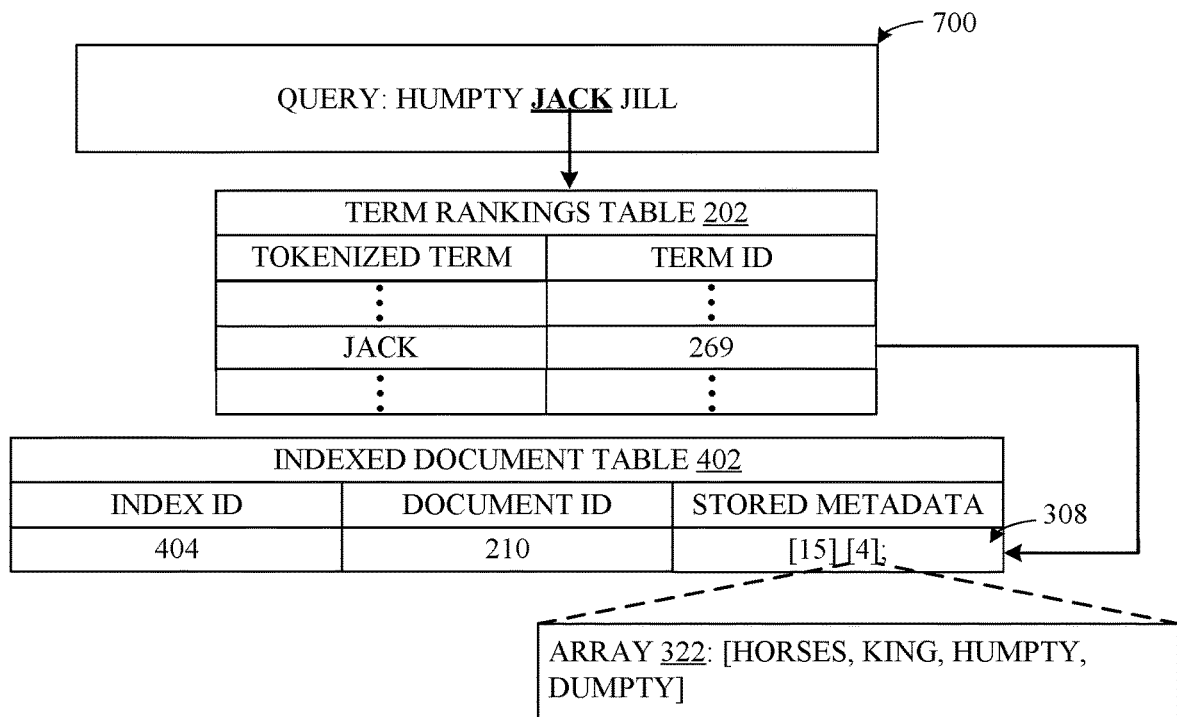 700
QUERY: HUMPTY JACK JILL
TERM RANKINGS TABLE 202
TOKENIZED TERM TERM ID
JACK 269
INDEXED DOCUMENT TABLE 402
INDEX ID DOCUMENT ID STORED METADATA
308
404 210 [15] [4];
ARRAY 322: [HORSES, KING, HUMPTY,
DUMPTY]